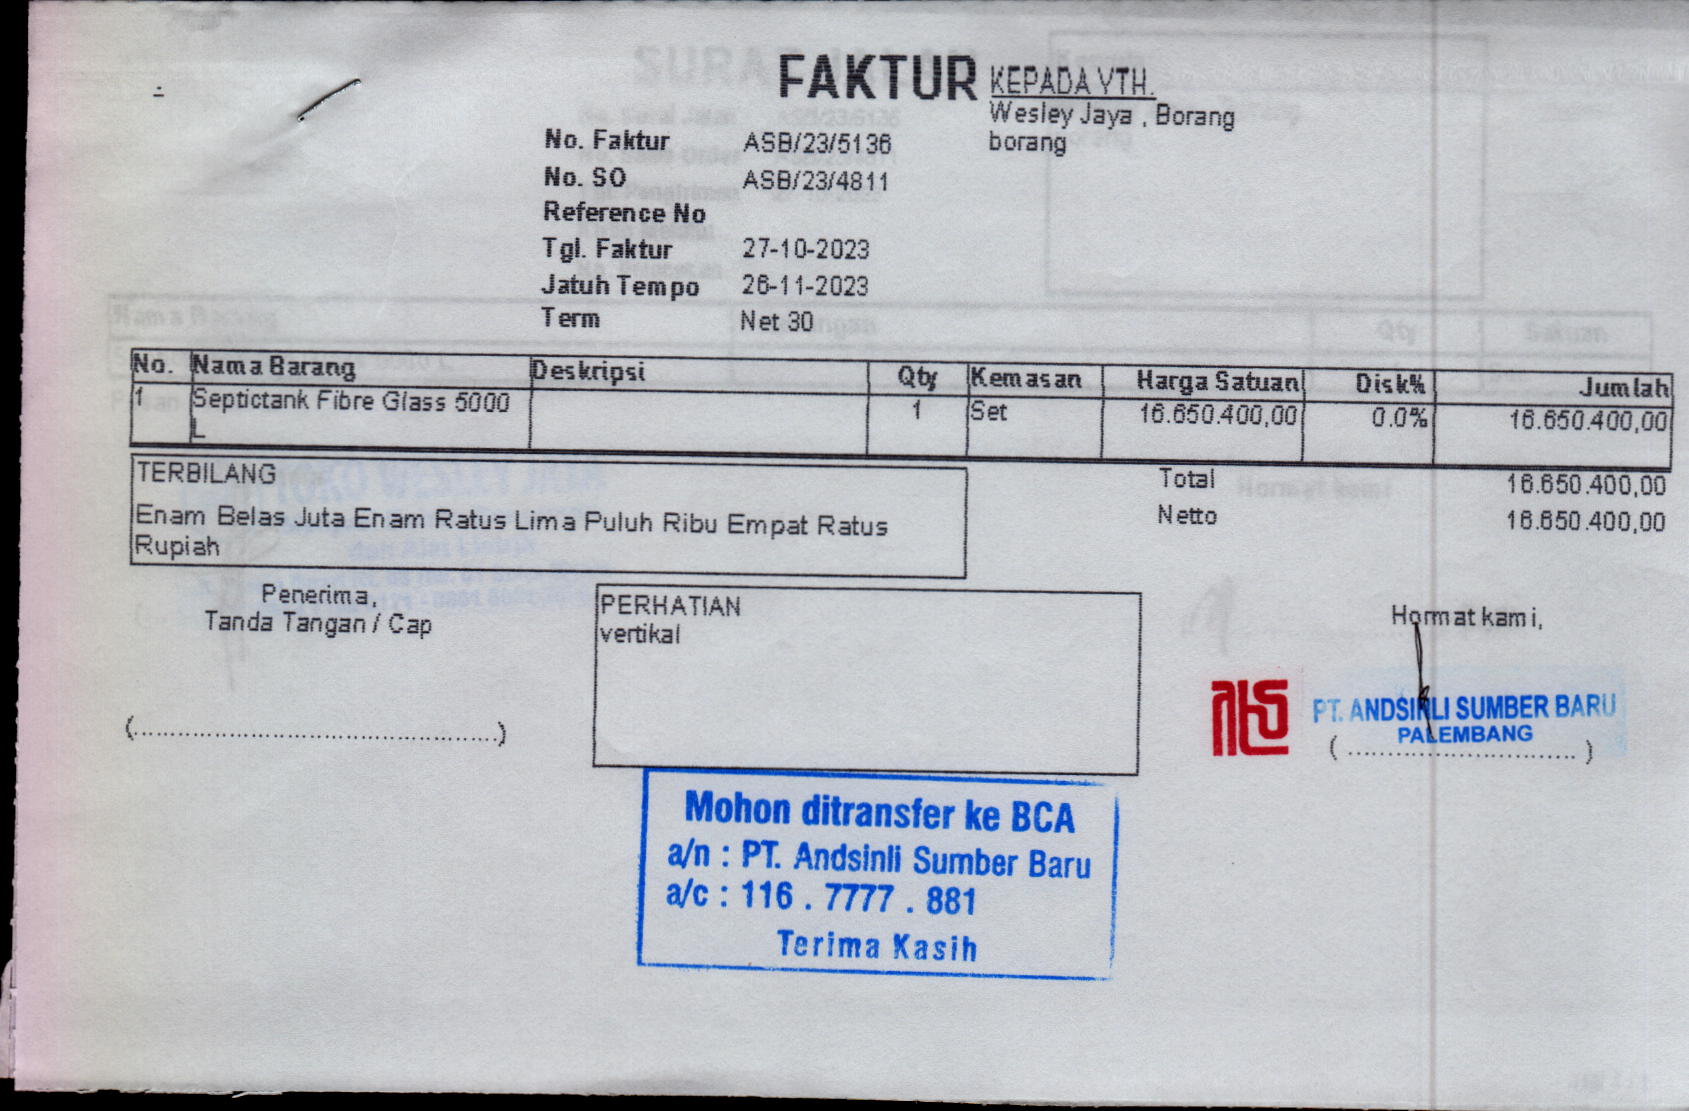 FAKTUR
KEPADA YTH.
Wesley Jaya , Borang
borang
No. Faktur ASB/23/5136
No. SO ASB/23/4811
Reference No
Tgl. Faktur 27-10-2023
Jatuh Tempo 26-11-2023
Term Net 30
No. Nama Barang Deskripsi Qty Kemasan Harga Satuan Disk% Jumlah
1 Septictank Fibre Glass 5000 1 Set 16.650.400,00 0.0% 16.650.400,00
L
TERBILANG
Enam Belas Juta Enam Ratus Lima Puluh Ribu Empat Ratus
Rupiah
Total 16.650.400,00
Netto 16.650.400,00
Penerima,
Tanda Tangan / Cap
(............................................)
PERHATIAN
vertikal
Hormat kami,
PT. ANDSINLI SUMBER BARU
PALEMBANG
(............................)
Mohon ditransfer ke BCA
a/n : PT. Andsinli Sumber Baru
a/c : 116 . 7777 . 881
Terima Kasih